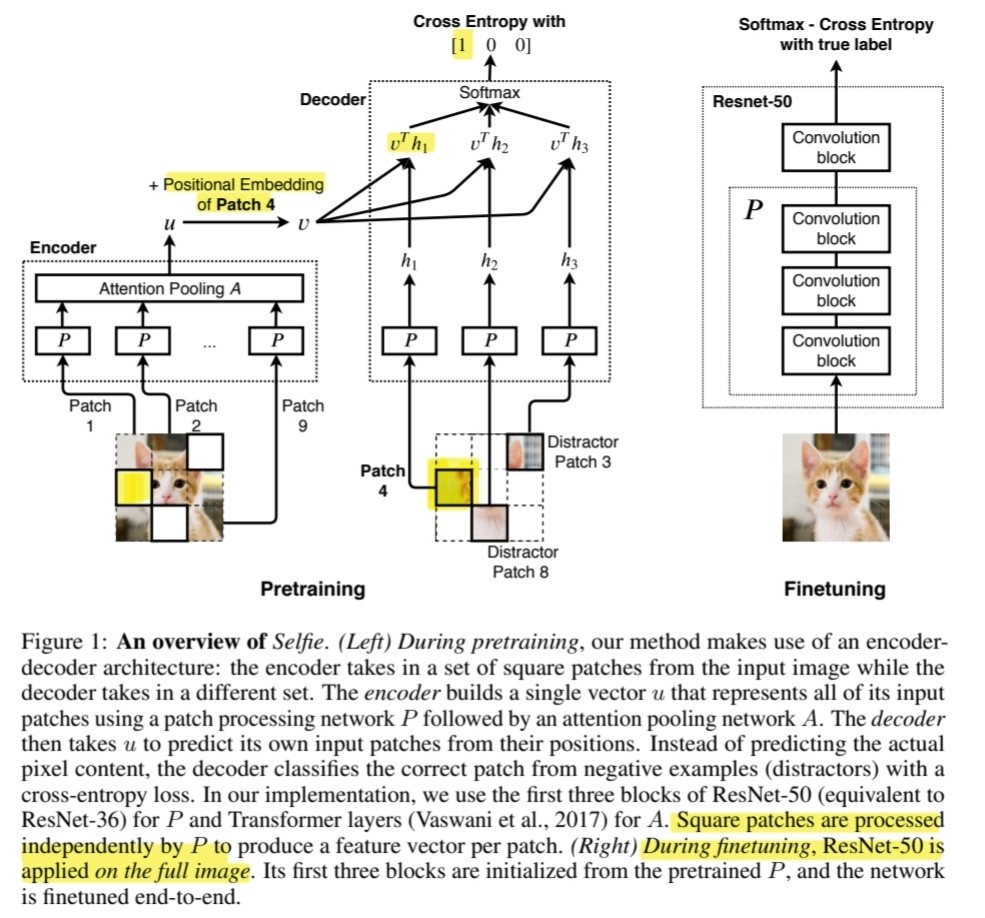 Cross Entropy with
[1 0 0]
Softmax - Cross Entropy
with true label
Decoder
Softmax
Resnet-50
Convolution
block
vᵀh₁ vᵀh₂ vᵀh₃
+ Positional Embedding
of Patch 4
u
v
P
Convolution
block
Encoder
h₁ h₂ h₃
Convolution
block
Attention Pooling A
P P ... P
P P P
Convolution
block
Patch
1
Patch
2
Patch
9
Patch
4
Distractor
Patch 3
Distractor
Patch 8
Pretraining
Finetuning
Figure 1: An overview of Selfie. (Left) During pretraining, our method makes use of an encoder-
decoder architecture: the encoder takes in a set of square patches from the input image while the
decoder takes in a different set. The encoder builds a single vector u that represents all of its input
patches using a patch processing network P followed by an attention pooling network A. The decoder
then takes u to predict its own input patches from their positions. Instead of predicting the actual
pixel content, the decoder classifies the correct patch from negative examples (distractors) with a
cross-entropy loss. In our implementation, we use the first three blocks of ResNet-50 (equivalent to
ResNet-36) for P and Transformer layers (Vaswani et al., 2017) for A. Square patches are processed
independently by P to produce a feature vector per patch. (Right) During finetuning, ResNet-50 is
applied on the full image. Its first three blocks are initialized from the pretrained P, and the network
is finetuned end-to-end.